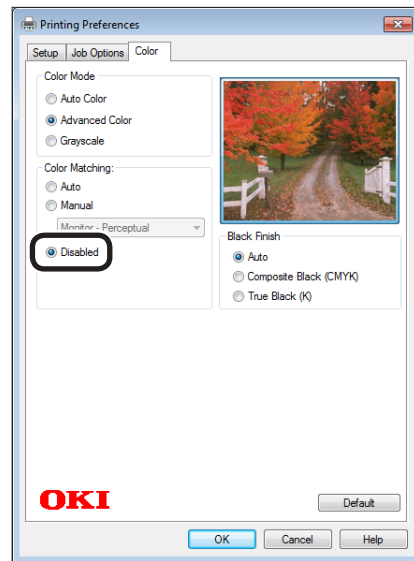 Printing Preferences
Setup Job Options Color
Color Mode
Auto Color
Advanced Color
Grayscale
Color Matching:
Auto
Manual
Monitor - Perceptual
Disabled
Black Finish
Auto
Composite Black (CMYK)
True Black (K)
OKI
Default
OK Cancel Help